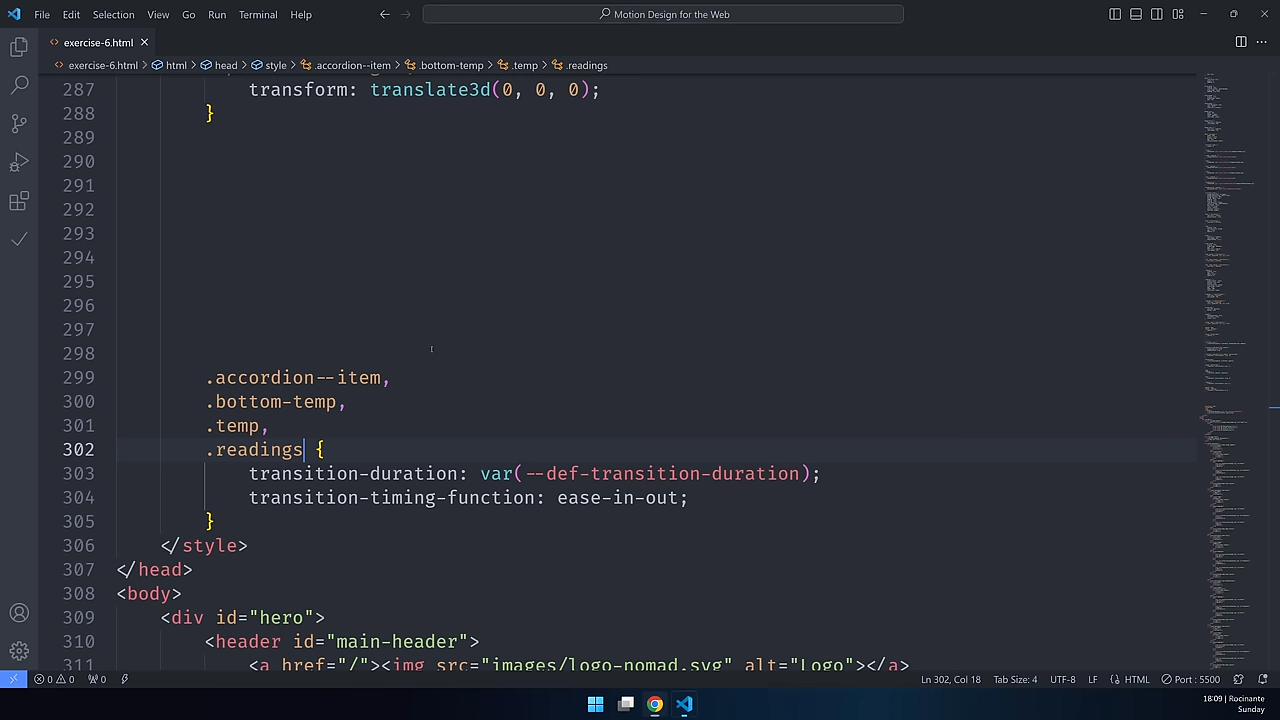 File Edit Selection View Go Run Terminal Help
Motion Design for the Web
exercise-6.html
exercise-6.html > html > head > style > .accordion--item > .bottom-temp > .temp > .readings
287 transform: translate3d(0, 0, 0);
288 }
289
290
291
292
293
294
295
296
297
298
299 .accordion--item,
300 .bottom-temp,
301 .temp,
302 .readings {
303 transition-duration: var(--def-transition-duration);
304 transition-timing-function: ease-in-out;
305 }
306 </style>
307 </head>
308 <body>
309 <div id="hero">
310 <header id="main-header">
311 <a href="/"><img src="images/logo-nomad.svg" alt="Logo"></a>
0 0 Ln 302, Col 18 Tab Size: 4 UTF-8 LF HTML Port : 5500
18:09 | Rocinante
Sunday